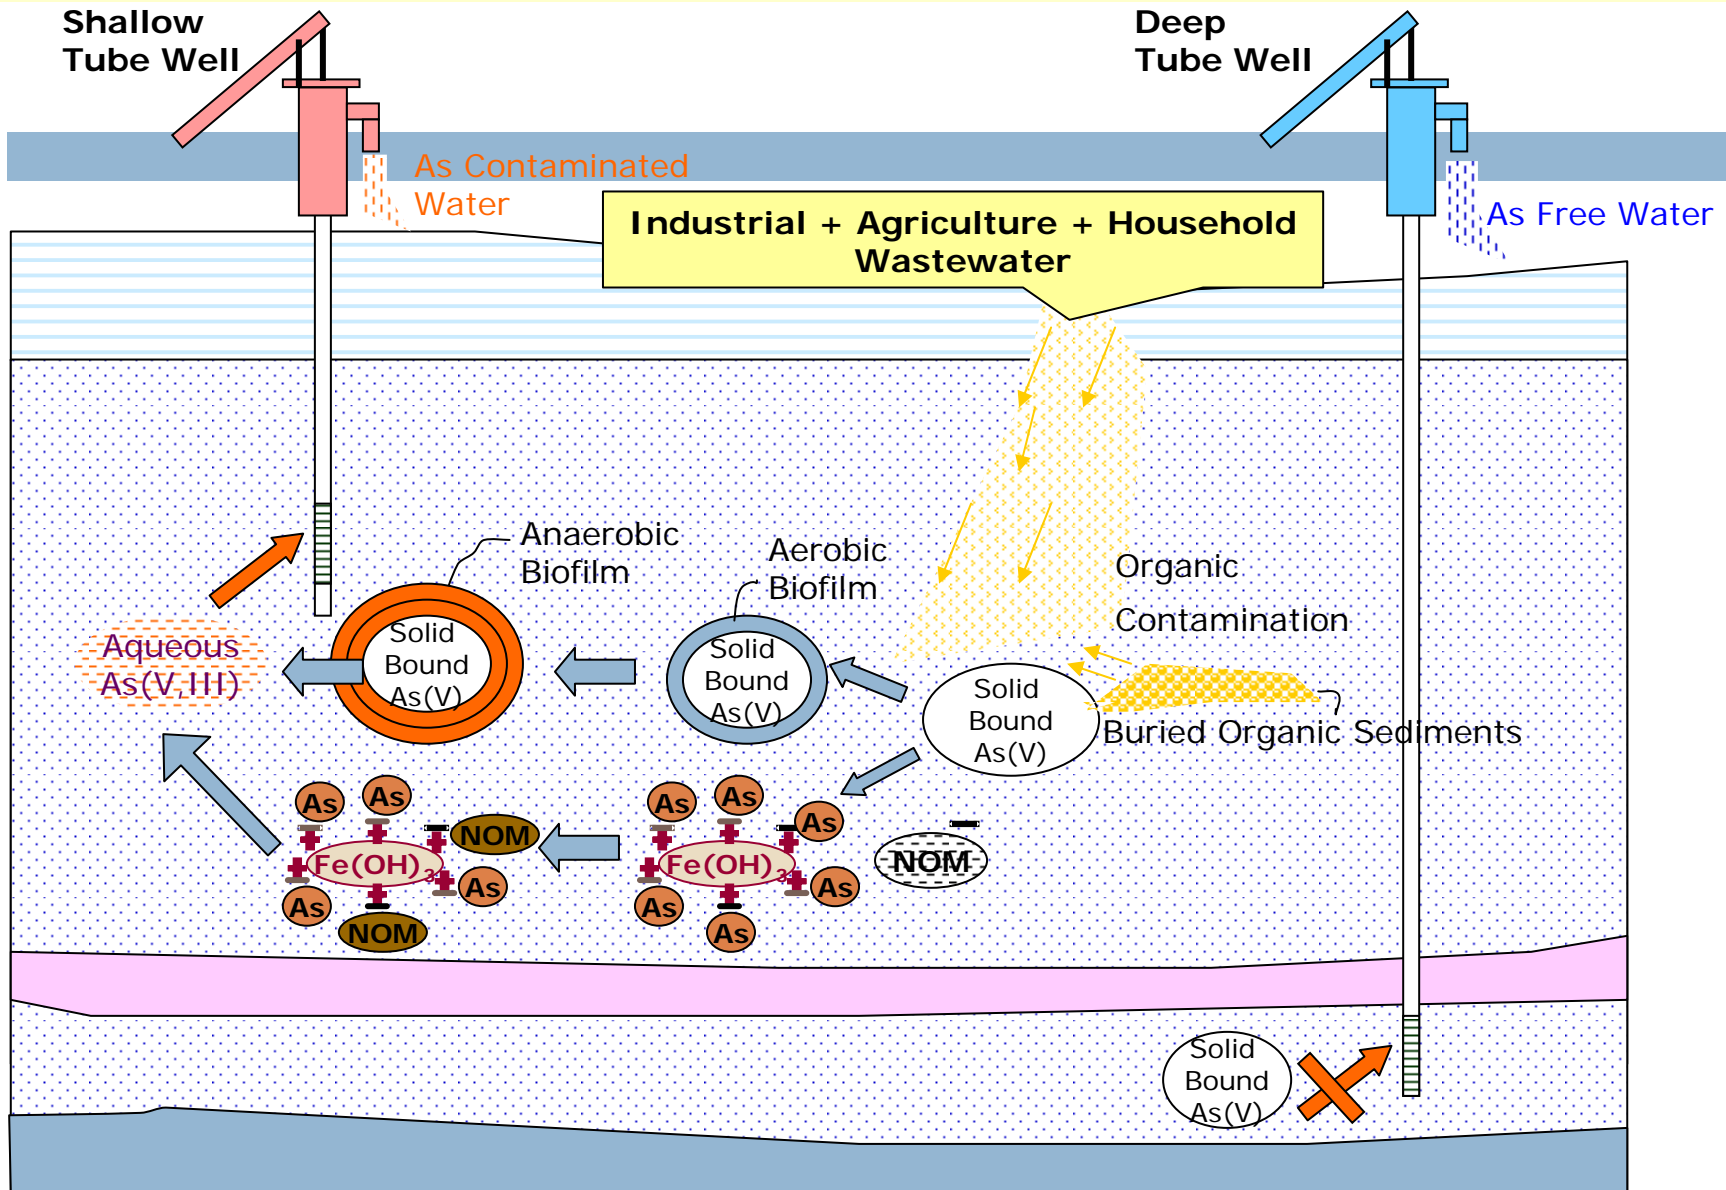 Shallow
Tube Well
Deep
Tube Well
As Contaminated
Water
Industrial + Agriculture + Household
Wastewater
As Free Water
Anaerobic
Biofilm
Aerobic
Biofilm
Organic
Contamination
Aqueous
As(V,III)
Solid
Bound
As(V)
Solid
Bound
As(V)
Solid
Bound
As(V)
Buried Organic Sediments
As
As
NOM
Fe(OH)3
As
As
NOM
As
As
As
Fe(OH)3
As
As
As
NOM
Solid
Bound
As(V)